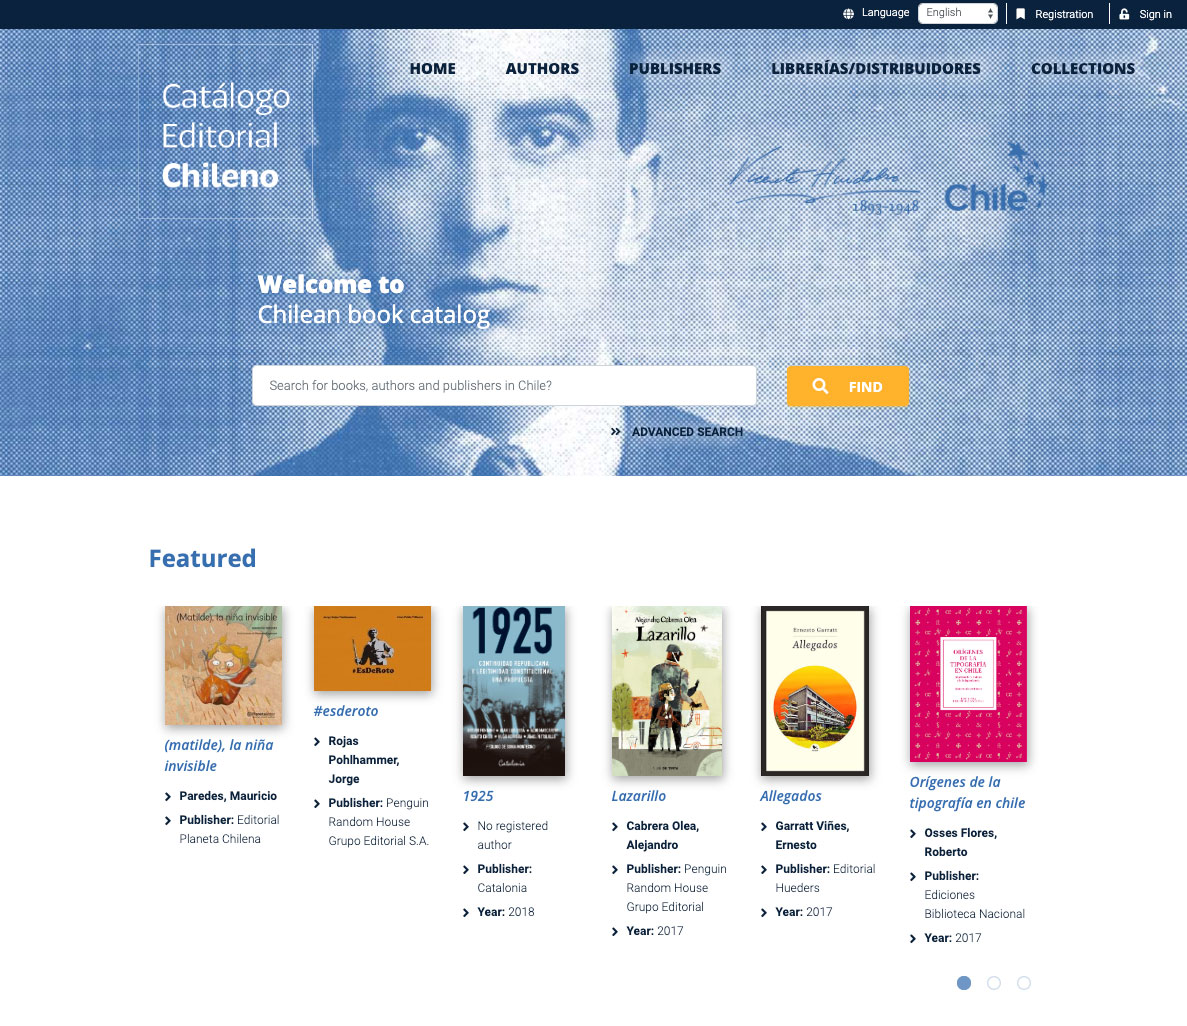 Language English Registration Sign in
HOME AUTHORS PUBLISHERS LIBRERÍAS/DISTRIBUIDORES COLLECTIONS
Catálogo
Editorial
Chileno
Vicente Huidobro
1893-1948
Chile
Welcome to
Chilean book catalog
Search for books, authors and publishers in Chile?
FIND
ADVANCED SEARCH
Featured
(Matilde), la niña invisible
(matilde), la niña
invisible
Paredes, Mauricio
Publisher: Editorial
Planeta Chilena
#EsDeRoto
#esderoto
Rojas
Pohlhammer,
Jorge
Publisher: Penguin
Random House
Grupo Editorial S.A.
1925
CONTINUIDAD REPUBLICANA
Y LEGITIMIDAD CONSTITUCIONAL:
UNA PROPUESTA
Catalonia
1925
No registered
author
Publisher:
Catalonia
Year: 2018
Alejandro Cabrera Olea
Lazarillo
Lazarillo
Cabrera Olea,
Alejandro
Publisher: Penguin
Random House
Grupo Editorial
Year: 2017
Ernesto Garratt
Allegados
Allegados
Garratt Viñes,
Ernesto
Publisher: Editorial
Hueders
Year: 2017
ORÍGENES
DE LA
TIPOGRAFÍA
EN CHILE
Orígenes de la
tipografía en chile
Osses Flores,
Roberto
Publisher:
Ediciones
Biblioteca Nacional
Year: 2017